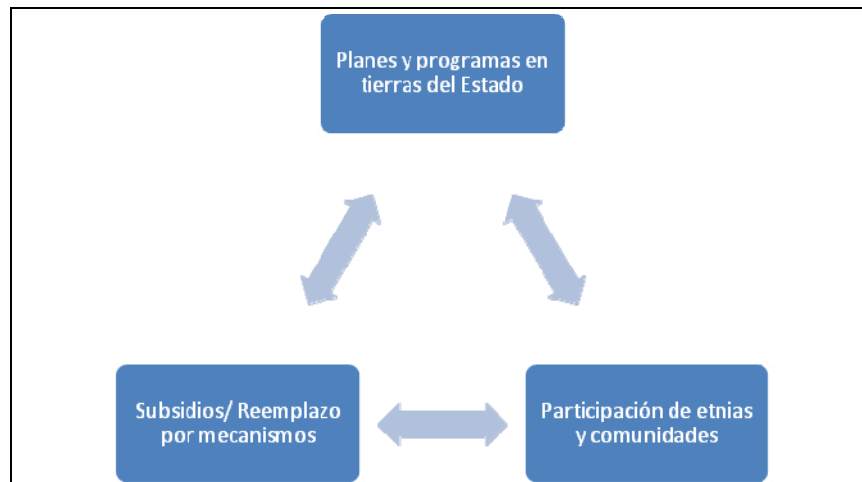 Planes y programas en
tierras del Estado
Subsidios/ Reemplazo
por mecanismos
Participación de etnias
y comunidades